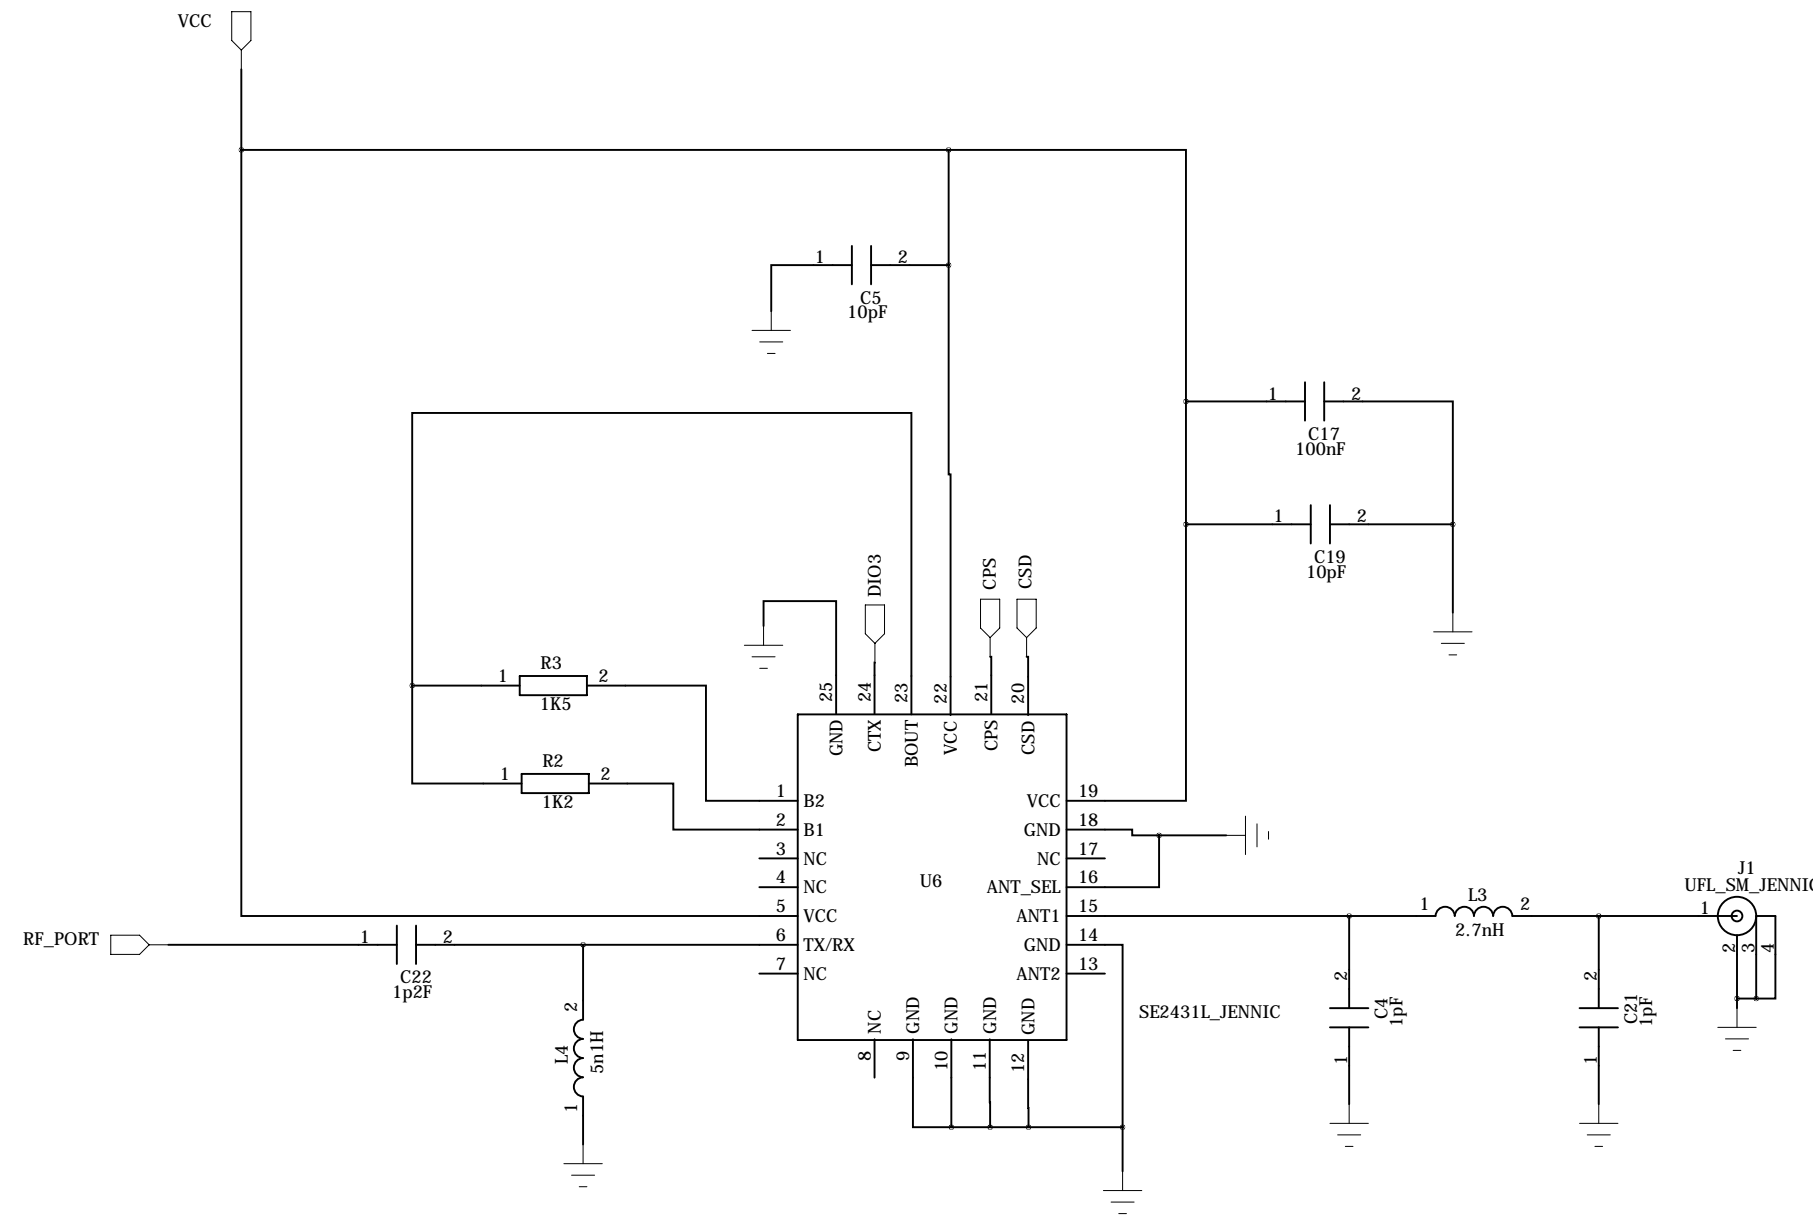 VCC
1
2
C5
10pF
1
2
C17
100nF
1
2
C19
10pF
DIO3
CPS
CSD
1
R3
2
1K5
1
R2
2
1K2
25
24
23
22
21
20
GND
CTX
BOUT
VCC
CPS
CSD
1
B2
2
B1
3
NC
4
NC
5
VCC
6
TX/RX
7
NC
VCC
19
GND
18
NC
17
ANT_SEL
16
ANT1
15
GND
14
ANT2
13
U6
RF_PORT
1
2
C22
1p2F
2
L4
5n1H
1
NC
GND
GND
GND
GND
8
9
10
11
12
SE2431L_JENNIC
1
L3
2
2.7nH
2
C4
1pF
1
2
C21
1pF
1
J1
UFL_SM_JENNIC
1
2
3
4